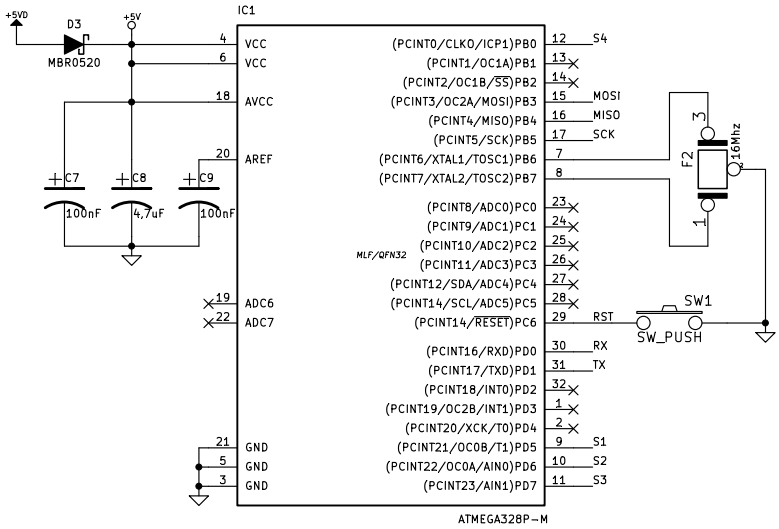 IC1
+5VD
+5V
D3
MBR0520
4 VCC
6 VCC
18 AVCC
20 AREF
C7
100nF
C8
4,7uF
C9
100nF
19 ADC6
22 ADC7
21 GND
5 GND
3 GND
MLF/QFN32
(PCINT0/CLKO/ICP1)PB0 12 S4
(PCINT1/OC1A)PB1 13
(PCINT2/OC1B/SS)PB2 14
(PCINT3/OC2A/MOSI)PB3 15 MOSI
(PCINT4/MISO)PB4 16 MISO
(PCINT5/SCK)PB5 17 SCK
(PCINT6/XTAL1/TOSC1)PB6 7
(PCINT7/XTAL2/TOSC2)PB7 8
(PCINT8/ADC0)PC0 23
(PCINT9/ADC1)PC1 24
(PCINT10/ADC2)PC2 25
(PCINT11/ADC3)PC3 26
(PCINT12/SDA/ADC4)PC4 27
(PCINT14/SCL/ADC5)PC5 28
(PCINT14/RESET)PC6 29 RST
(PCINT16/RXD)PD0 30 RX
(PCINT17/TXD)PD1 31 TX
(PCINT18/INT0)PD2 32
(PCINT19/OC2B/INT1)PD3 1
(PCINT20/XCK/T0)PD4 2
(PCINT21/OC0B/T1)PD5 9 S1
(PCINT22/OC0A/AIN0)PD6 10 S2
(PCINT23/AIN1)PD7 11 S3
3
F2
16Mhz
2
1
SW1
SW_PUSH
ATMEGA328P-M